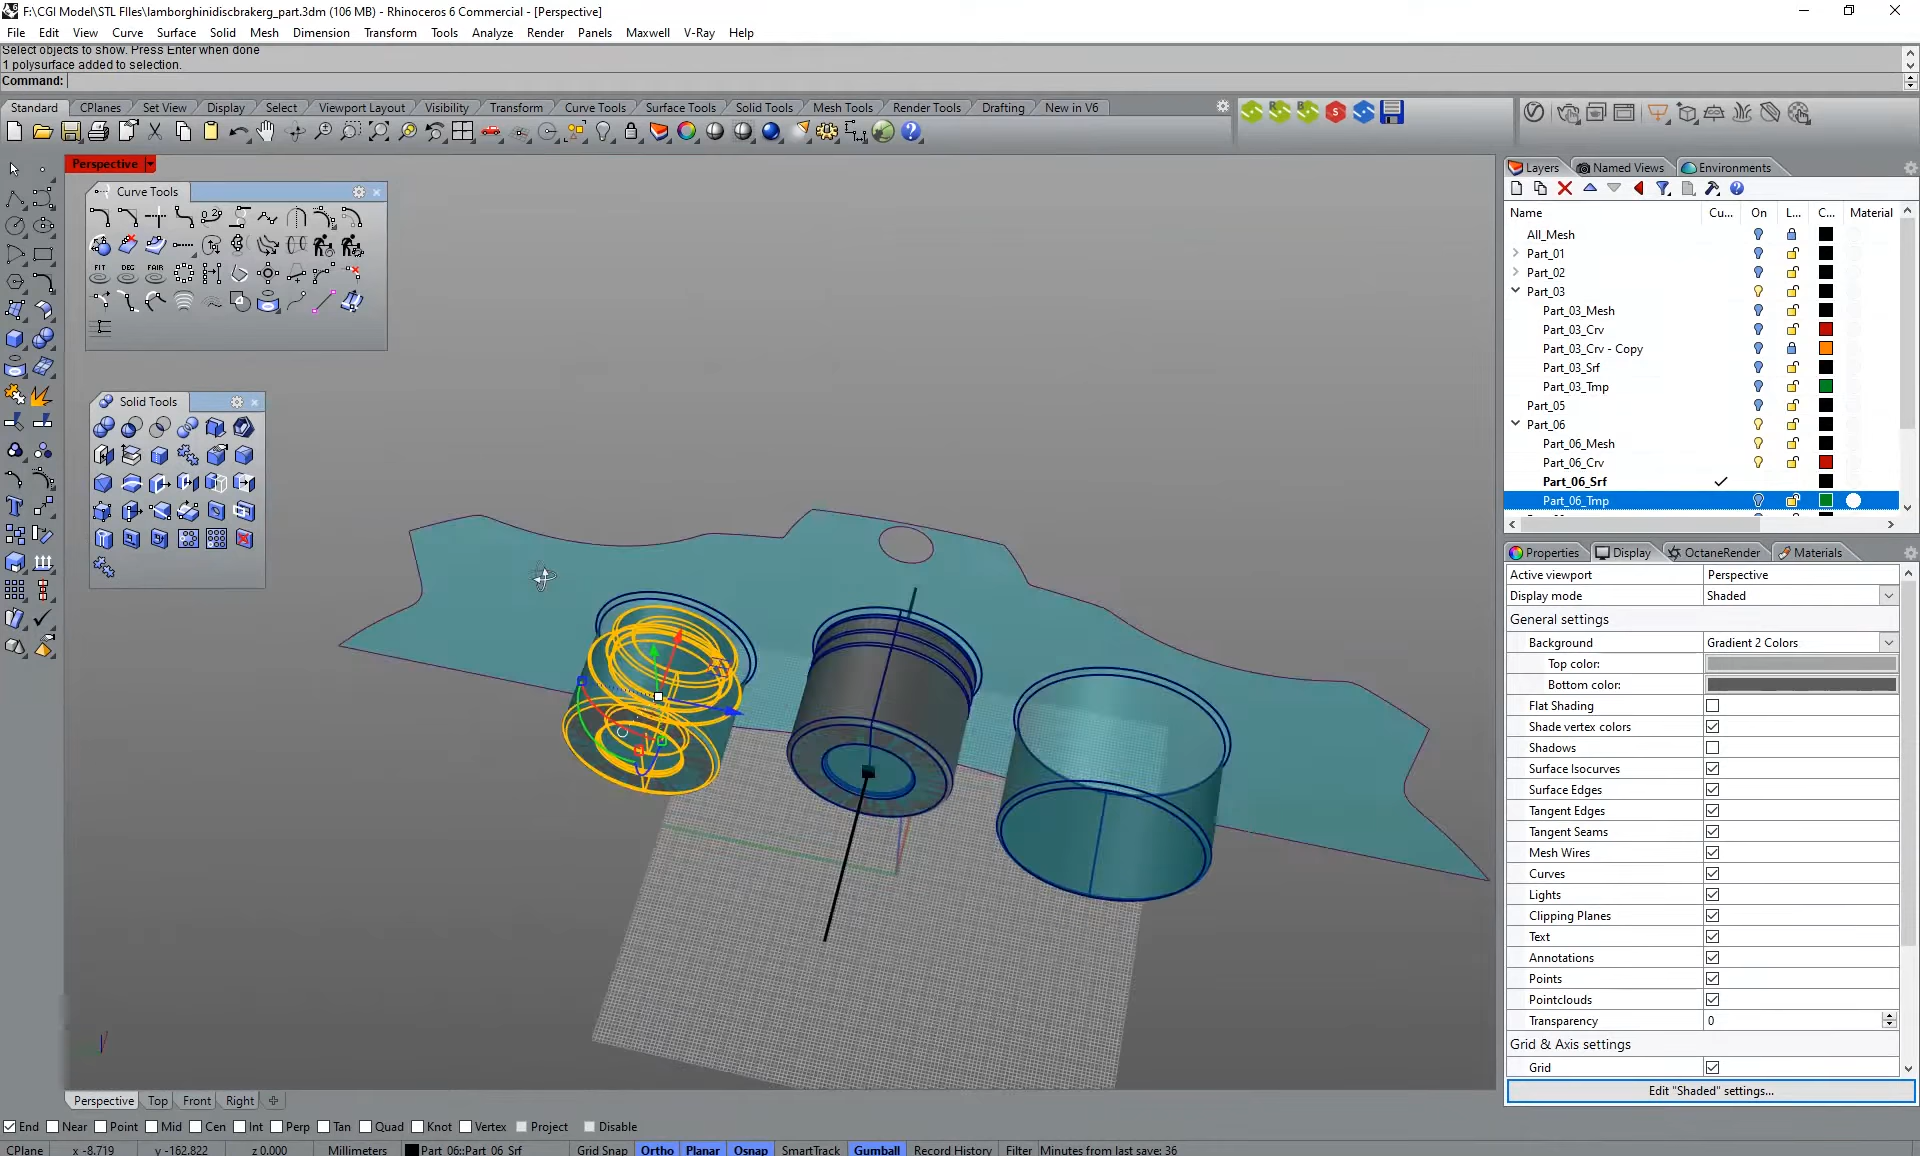 F:\CGI Model\STL FIles\lamborghinidiscbrakerg_part.3dm (106 MB) - Rhinoceros 6 Commercial - [Perspective]
File Edit View Curve Surface Solid Mesh Dimension Transform Tools Analyze Render Panels Maxwell V-Ray Help
Select objects to show. Press Enter when done
1 polysurface added to selection.
Command:
Standard CPlanes Set View Display Select Viewport Layout Visibility Transform Curve Tools Surface Tools Solid Tools Mesh Tools Render Tools Drafting New in V6
Perspective
Curve Tools
FIT DEG FAIR
Solid Tools
Layers Named Views Environments
Name Cu... On L... C... Material
All_Mesh
Part_01
Part_02
Part_03
Part_03_Mesh
Part_03_Crv
Part_03_Crv - Copy
Part_03_Srf
Part_03_Tmp
Part_05
Part_06
Part_06_Mesh
Part_06_Crv
Part_06_Srf
Part_06_Tmp
Properties Display OctaneRender Materials
Active viewport Perspective
Display mode Shaded
General settings
Background Gradient 2 Colors
Top color:
Bottom color:
Flat Shading
Shade vertex colors
Shadows
Surface Isocurves
Surface Edges
Tangent Edges
Tangent Seams
Mesh Wires
Curves
Lights
Clipping Planes
Text
Annotations
Points
Pointclouds
Transparency 0
Grid & Axis settings
Grid
Edit "Shaded" settings...
Perspective Top Front Right
End Near Point Mid Cen Int Perp Tan Quad Knot Vertex Project Disable
CPlane x -8.719 y -162.822 z 0.000 Millimeters Part_06::Part_06_Srf Grid Snap Ortho Planar Osnap SmartTrack Gumball Record History Filter Minutes from last save: 36